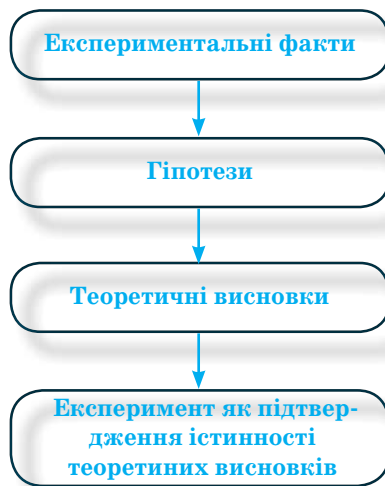 Експериментальні факти
Гіпотези
Теоретичні висновки
Експеримент як підтвер-
дження істинності
теоретиних висновків